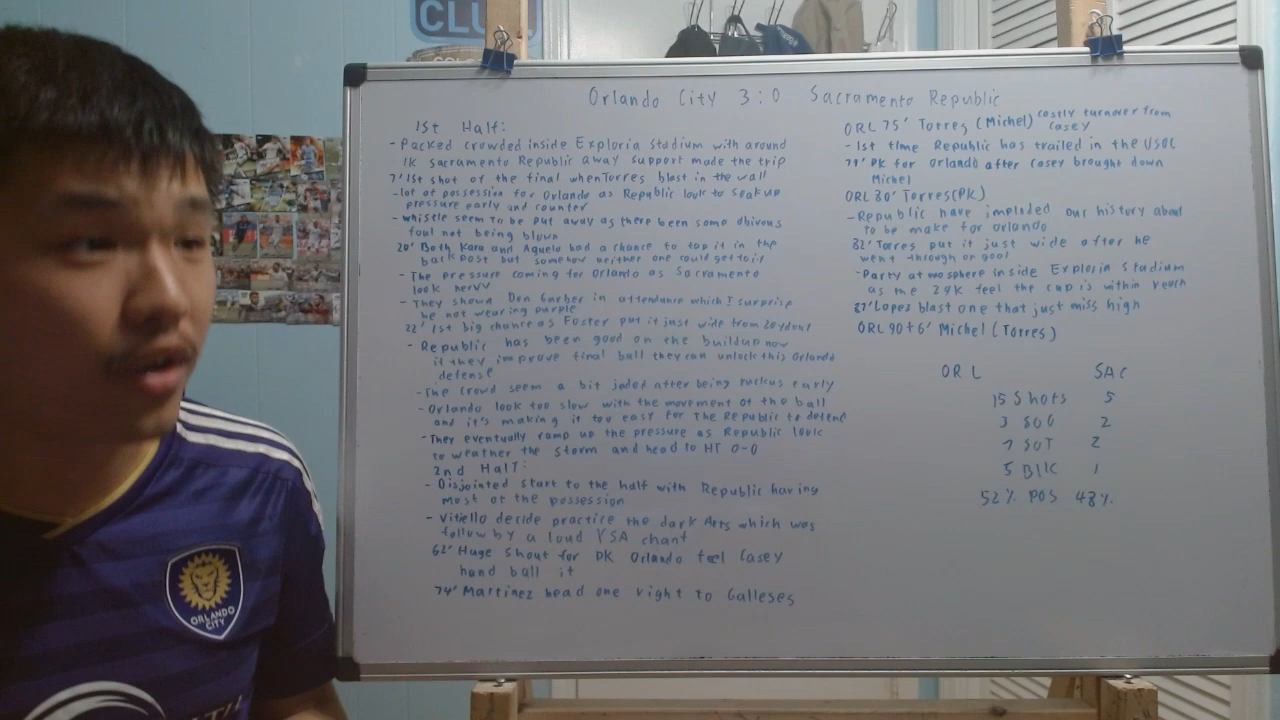 CLU
Orlando City 3:0 Sacramento Republic
1st Half:
- Packed crowded inside Exploria Stadium with around
1K Sacramento Republic away support made the trip
7' 1st shot of the final when Torres blast in the wall
- lot of possession for Orlando as Republic look to soak up
pressure early and counter
- whistle seem to be put away as there been some obivous
foul not being blown
20' Both Kara and Agudelo had a chance to tap it in the
back post but somehow neither one could get to it
- The pressure coming for Orlando as Sacramento
look nervy
- They shown Don Garber in attendance which I surprise
he not wearing purple
22' 1st big chance as Foster put it just wide from 20 yd out
- Republic has been good on the buildup now
if they improve final ball they can unlock this Orlando
defense
- The crowd seem a bit jaded after being ruckus early
- Orlando look too slow with the movement of the ball
and it's making it too easy for The Republic to defend
- They eventually ramp up the pressure as Republic look
to weather the storm and head to HT 0-0
2nd Half:
- Disjointed start to the half with Republic having
most of the possession
- Vitiello decide practice the dark Arts which was
follow by a loud YSA chant
62' Huge shout for PK Orlando feel Casey
hand ball it
74' Martinez head one right to Galleses
ORL 75' Torres (Michel) costly turnover from
Casey
- 1st time Republic has trailed in the USOC
79' PK for Orlando after Casey brought down
Michel
ORL 80' Torres (PK)
- Republic have imploded our history about
to be make for Orlando
82' Torres put it just wide after he
went through on goal
- Party atmosphere inside Exploria Stadium
as the 24K feel the cup is within reach
87' Lopes blast one that just miss high
ORL 90+6' Michel (Torres)
ORL SAC
15 Shots 5
3 SOG 2
7 SOT 2
5 Blk 1
52% POS 48%
ORLANDO
CITY